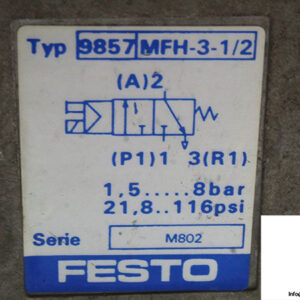 Typ 9857 MFH-3-1/2
(A)2
(P1)1 3(R1)
1,5.....8bar
21,8..116psi
Serie M802
FESTO